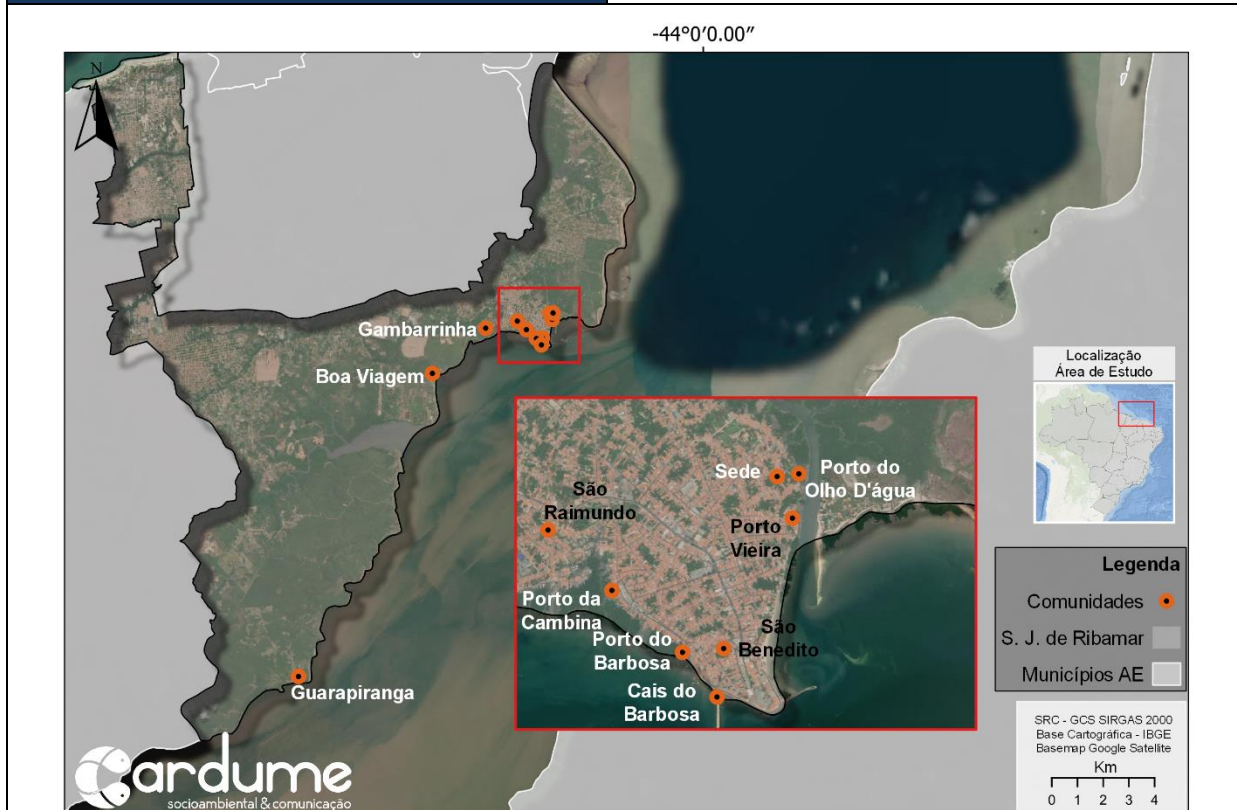 -44°0'0.00"
N
Gambarrinha
Boa Viagem
Guarapiranga
Localização
Área de Estudo
Sede
Porto do
Olho D'água
São
Raimundo
Porto
Vieira
Porto da
Cambina
Porto do
Barbosa
São
Benedito
Cais do
Barbosa
Legenda
Comunidades
S. J. de Ribamar
Municípios AE
SRC - GCS SIRGAS 2000
Base Cartográfica - IBGE
Basemap Google Satellite
Km
0 1 2 3 4
Cardume
socioambiental & comunicação